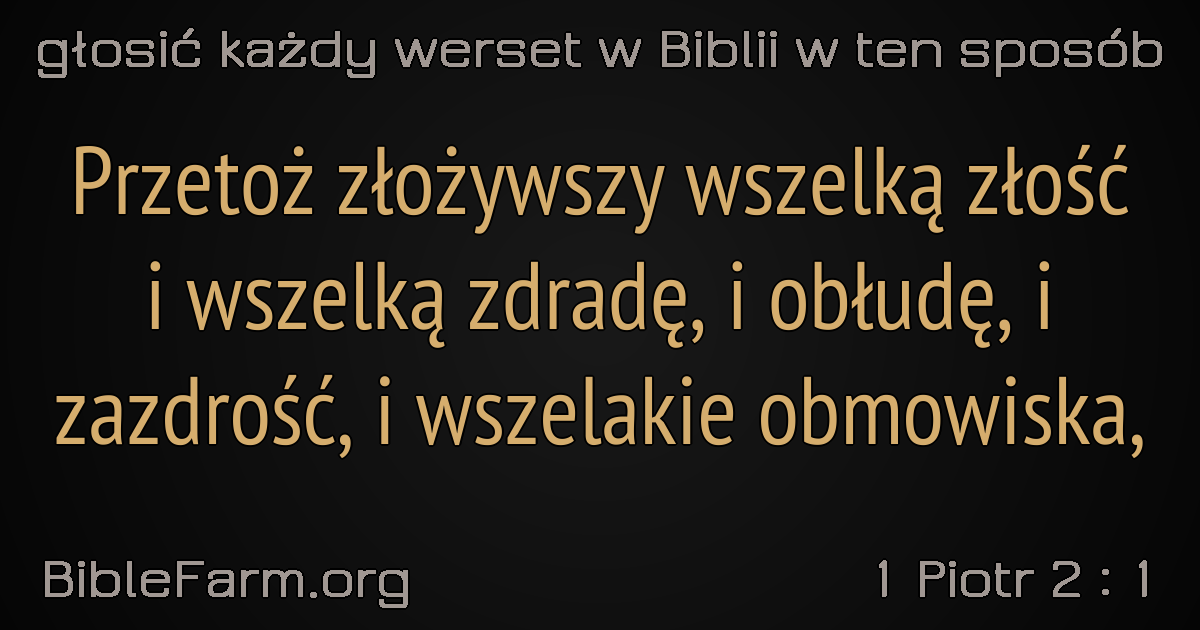 głosić każdy werset w Biblii w ten sposób
Przetoż złożywszy wszelką złość
i wszelką zdradę, i obłudę, i
zazdrość, i wszelakie obmowiska,
BibleFarm.org
1 Piotr 2 : 1